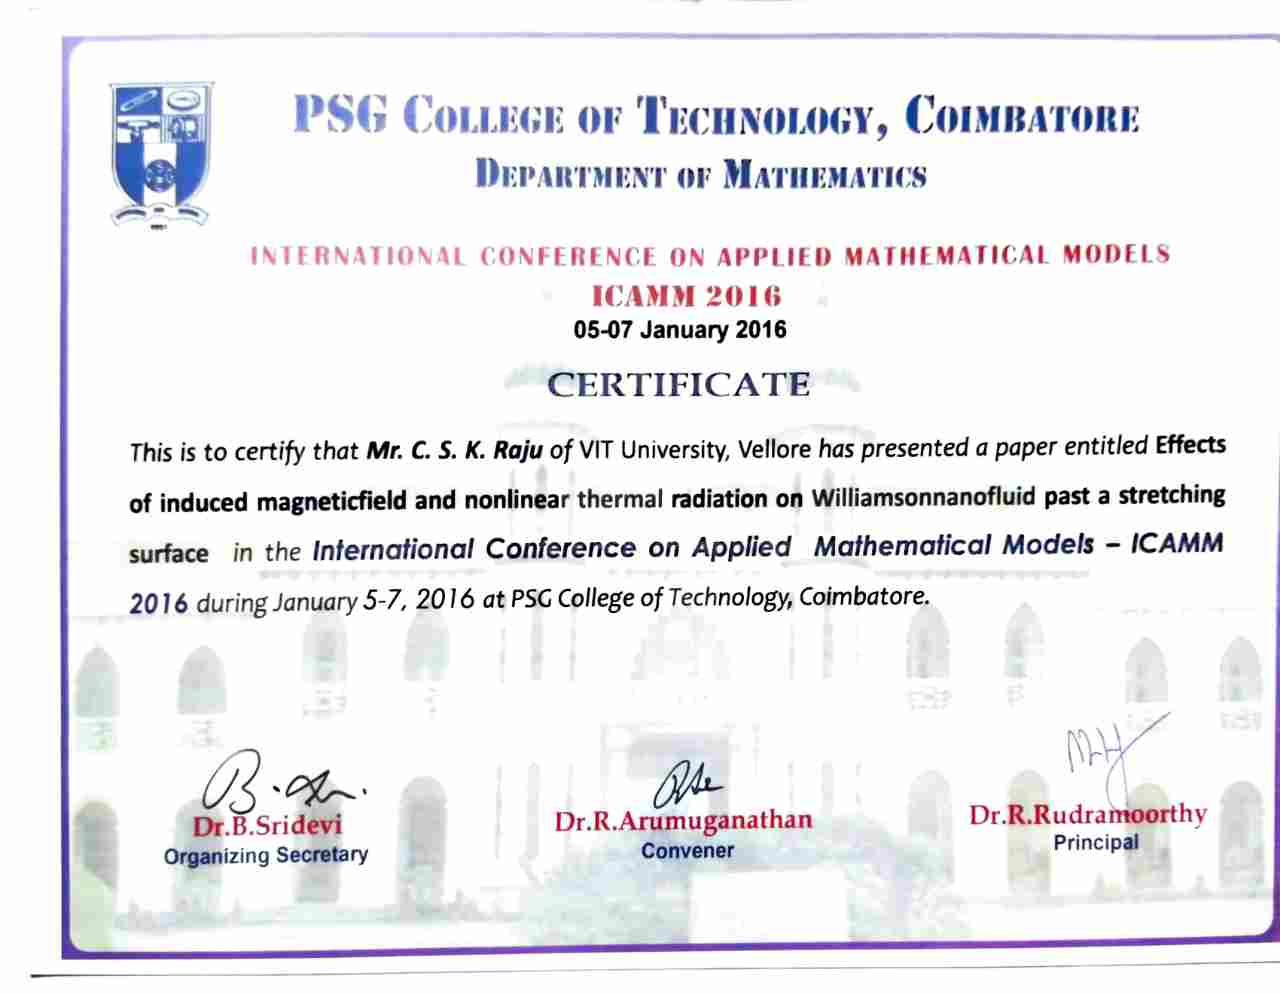 PSG COLLEGE OF TECHNOLOGY, COIMBATORE
DEPARTMENT OF MATHEMATICS
INTERNATIONAL CONFERENCE ON APPLIED MATHEMATICAL MODELS
ICAMM 2016
05-07 January 2016
CERTIFICATE
This is to certify that Mr. C. S. K. Raju of VIT University, Vellore has presented a paper entitled Effects
of induced magneticfield and nonlinear thermal radiation on Williamsonnanofluid past a stretching
surface in the International Conference on Applied Mathematical Models – ICAMM
2016 during January 5-7, 2016 at PSG College of Technology, Coimbatore.
Dr.B.Sridevi
Organizing Secretary
Dr.R.Arumuganathan
Convener
Dr.R.Rudramoorthy
Principal